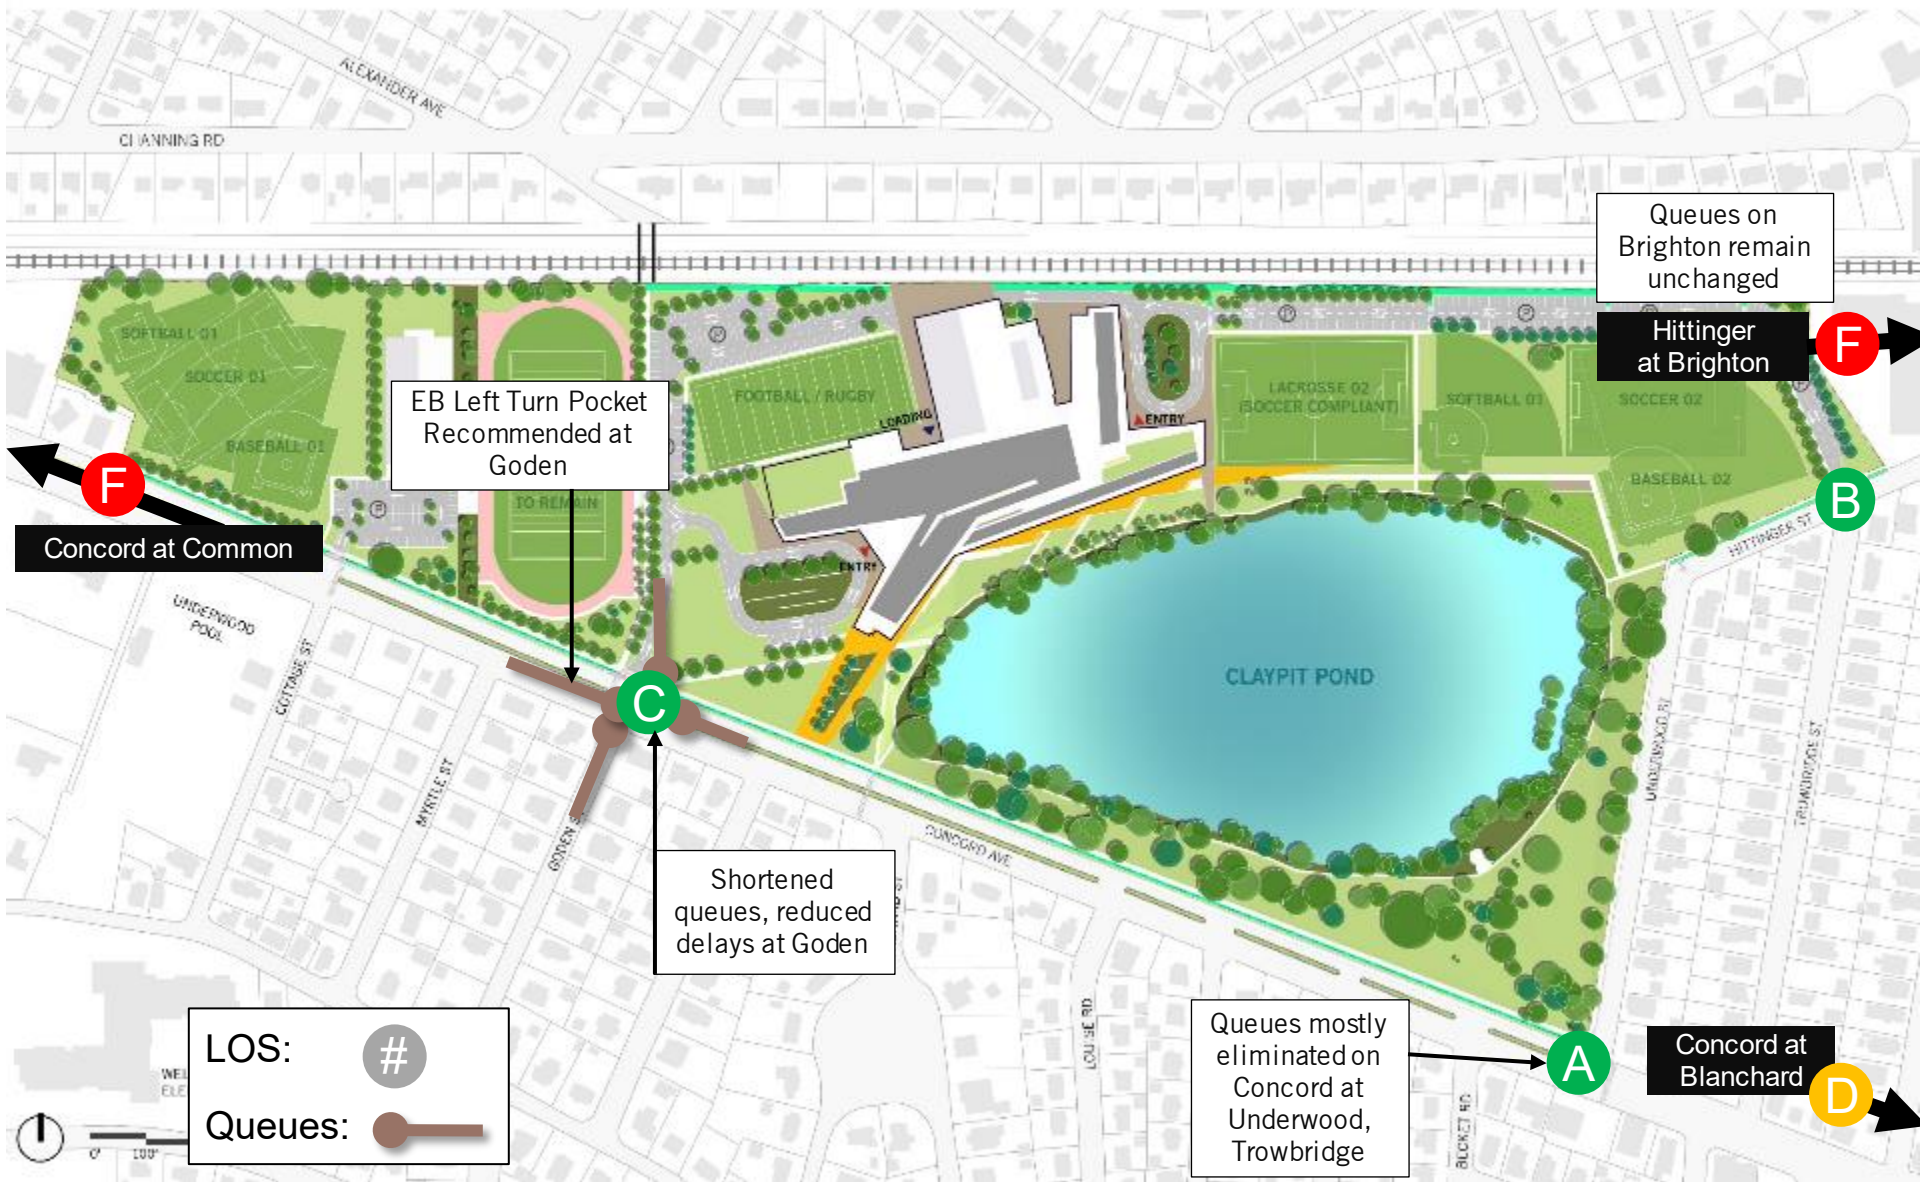 ALEXANDER AVE
CHANNING RD
Queues on
Brighton remain
unchanged
Hittinger
at Brighton
F
SOFTBALL 01
SOCCER 01
BASEBALL 01
P
P
P
P
P
EB Left Turn Pocket
Recommended at
Goden
FOOTBALL / RUGBY
LOADING
ENTRY
LACROSSE 02
(SOCCER COMPLIANT)
SOFTBALL 01
SOCCER 02
BASEBALL 02
F
Concord at Common
TO REMAIN
ENTRY
B
HITTINGER ST
UNDERWOOD
POOL
COTTAGE ST
MYRTLE ST
GODEN
C
CLAYPIT POND
UNDERWOOD ST
TROWBRIDGE ST
CONCORD AVE
Shortened
queues, reduced
delays at Goden
LOUISE RD
Queues mostly
eliminated on
Concord at
Underwood,
Trowbridge
A
Concord at
Blanchard
D
LOS:
#
Queues:
WEL
ELE
0'
100'